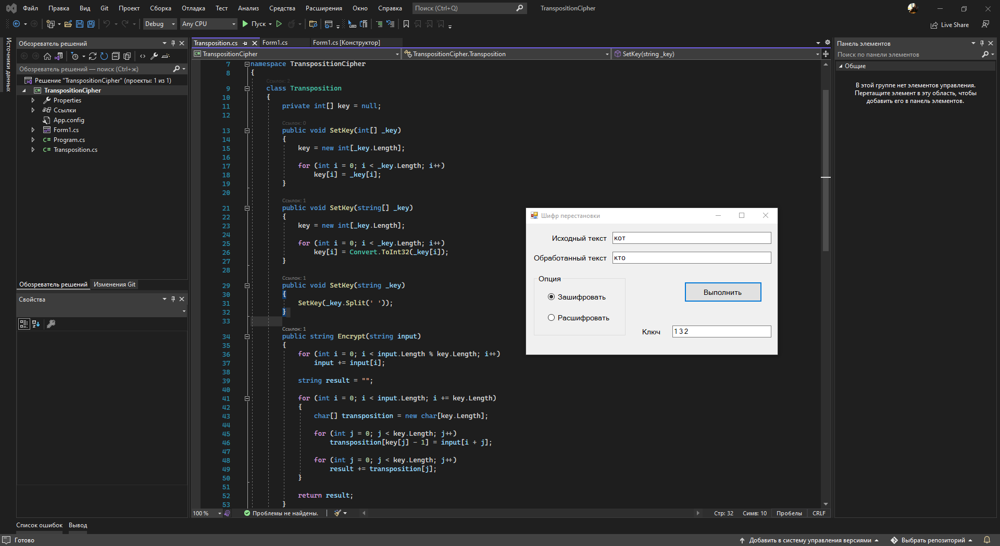 Файл Правка Вид Git Проект Сборка Отладка Тест Анализ Средства Расширения Окно Справка Поиск (Ctrl+Q) TranspositionCipher
Debug Any CPU Пуск Live Share
Источники данных
Обозреватель решений
Обозреватель решений — поиск (Ctrl+ж)
Решение "TranspositionCipher" (проекты: 1 из 1)
TranspositionCipher
Properties
Ссылки
App.config
Form1.cs
Program.cs
Transposition.cs
Обозреватель решений Изменения Git
Свойства
Transposition.cs Form1.cs Form1.cs [Конструктор]
TranspositionCipher TranspositionCipher.Transposition SetKey(string _key)
7 namespace TranspositionCipher
8 {
Ссылок: 2
9 class Transposition
10 {
11 private int[] key = null;
12
Ссылок: 0
13 public void SetKey(int[] _key)
14 {
15 key = new int[_key.Length];
16
17 for (int i = 0; i < _key.Length; i++)
18 key[i] = _key[i];
19 }
20
Ссылок: 1
21 public void SetKey(string[] _key)
22 {
23 key = new int[_key.Length];
24
25 for (int i = 0; i < _key.Length; i++)
26 key[i] = Convert.ToInt32(_key[i]);
27 }
28
Ссылок: 1
29 public void SetKey(string _key)
30 {
31 SetKey(_key.Split(' '));
32 }
33
Ссылок: 1
34 public string Encrypt(string input)
35 {
36 for (int i = 0; i < input.Length % key.Length; i++)
37 input += input[i];
38
39 string result = "";
40
41 for (int i = 0; i < input.Length; i += key.Length)
42 {
43 char[] transposition = new char[key.Length];
44
45 for (int j = 0; j < key.Length; j++)
46 transposition[key[j] - 1] = input[i + j];
47
48 for (int j = 0; j < key.Length; j++)
49 result += transposition[j];
50 }
51
52 return result;
53 }
100 % Проблемы не найдены. Стр: 32 Симв: 10 Пробелы CRLF
Шифр перестановки
Исходный текст кот
Обработанный текст кто
Опция
Зашифровать
Расшифровать
Выполнить
Ключ 1 3 2
Панель элементов
Поиск по панели элементов
Общие
В этой группе нет элементов управления.
Перетащите элемент в эту область, чтобы
добавить его в панель элементов.
Список ошибок Вывод
Готово Добавить в систему управления версиями Выбрать репозиторий